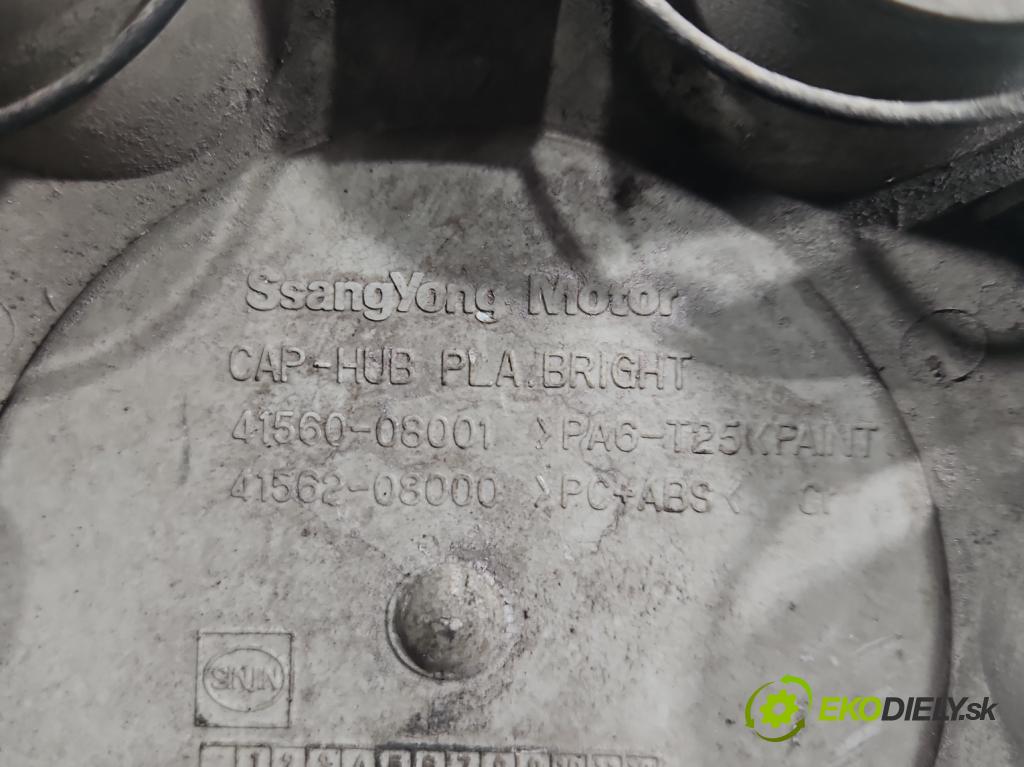 SsangYong Motor
CAP-HUB PLA.BRIGHT
41560-08001 >PA6-T25< PAINT
41562-08000 >PC+ABS<
EKODIELY.sk